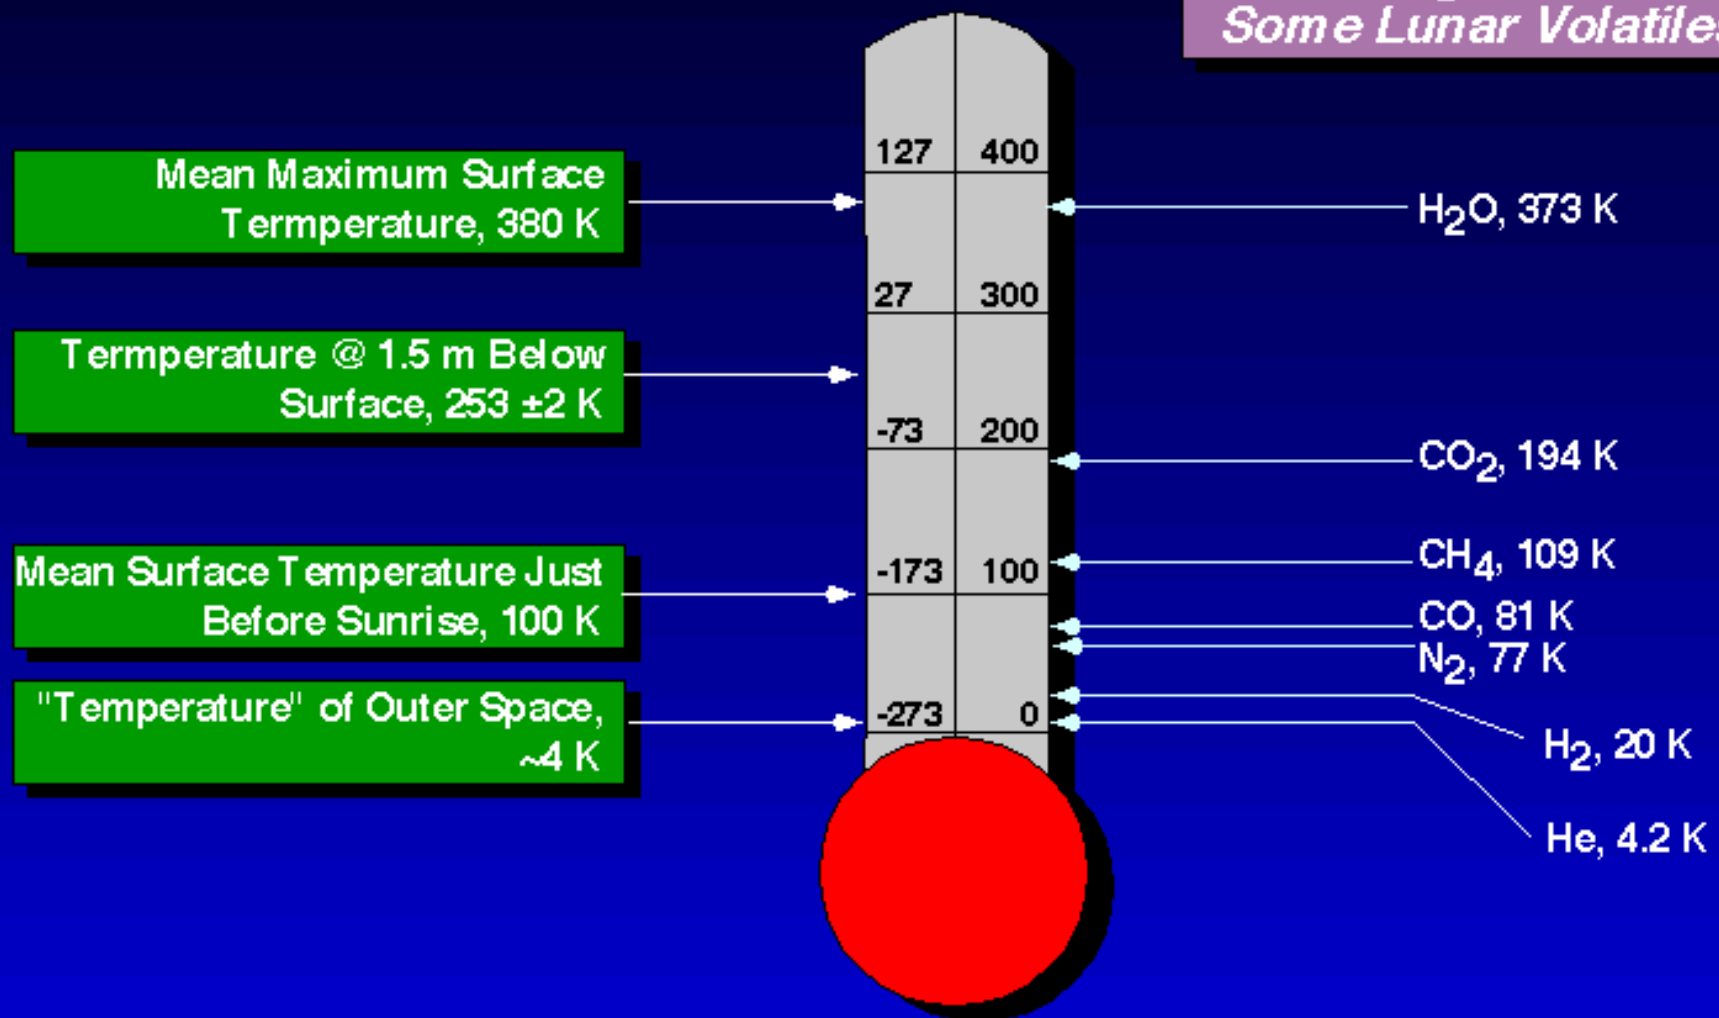 Some Lunar Volatiles
Mean Maximum Surface
Termperature, 380 K
Termperature @ 1.5 m Below
Surface, 253 ±2 K
Mean Surface Temperature Just
Before Sunrise, 100 K
"Temperature" of Outer Space,
~4 K
127 400
27 300
-73 200
-173 100
-273 0
H₂O, 373 K
CO₂, 194 K
CH₄, 109 K
CO, 81 K
N₂, 77 K
H₂, 20 K
He, 4.2 K